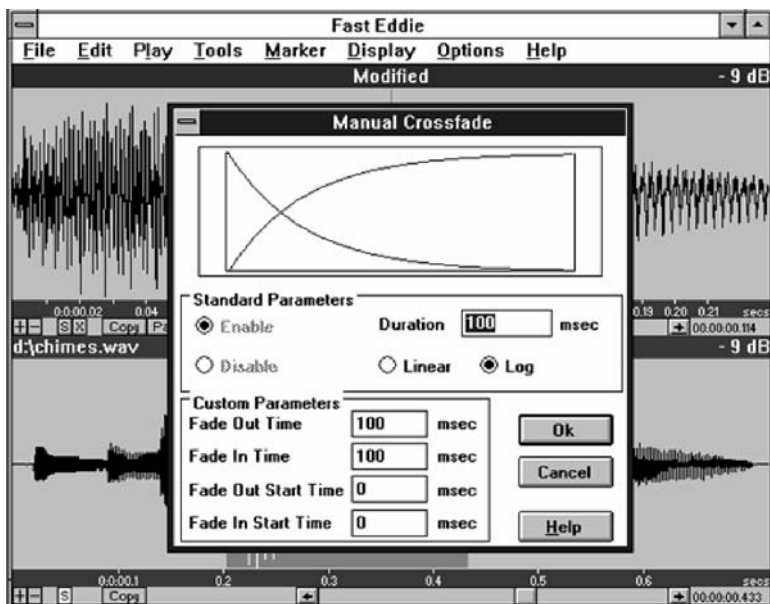 Fast Eddie
File Edit Play Tools Marker Display Options Help
Modified - 9 dB
Manual Crossfade
Standard Parameters
Enable Duration 100 msec
Disable Linear Log
Custom Parameters
Fade Out Time 100 msec
Fade In Time 100 msec
Fade Out Start Time 0 msec
Fade In Start Time 0 msec
Ok
Cancel
Help
0:0:00.02 0.04 0.19 0.20 0.21 secs
+ - S X Copy 00:00:00.114
d:\chimes.wav - 9 dB
0:0:00.1 0.2 0.3 0.4 0.5 0.6 secs
+ - S Copy 00:00:00.433